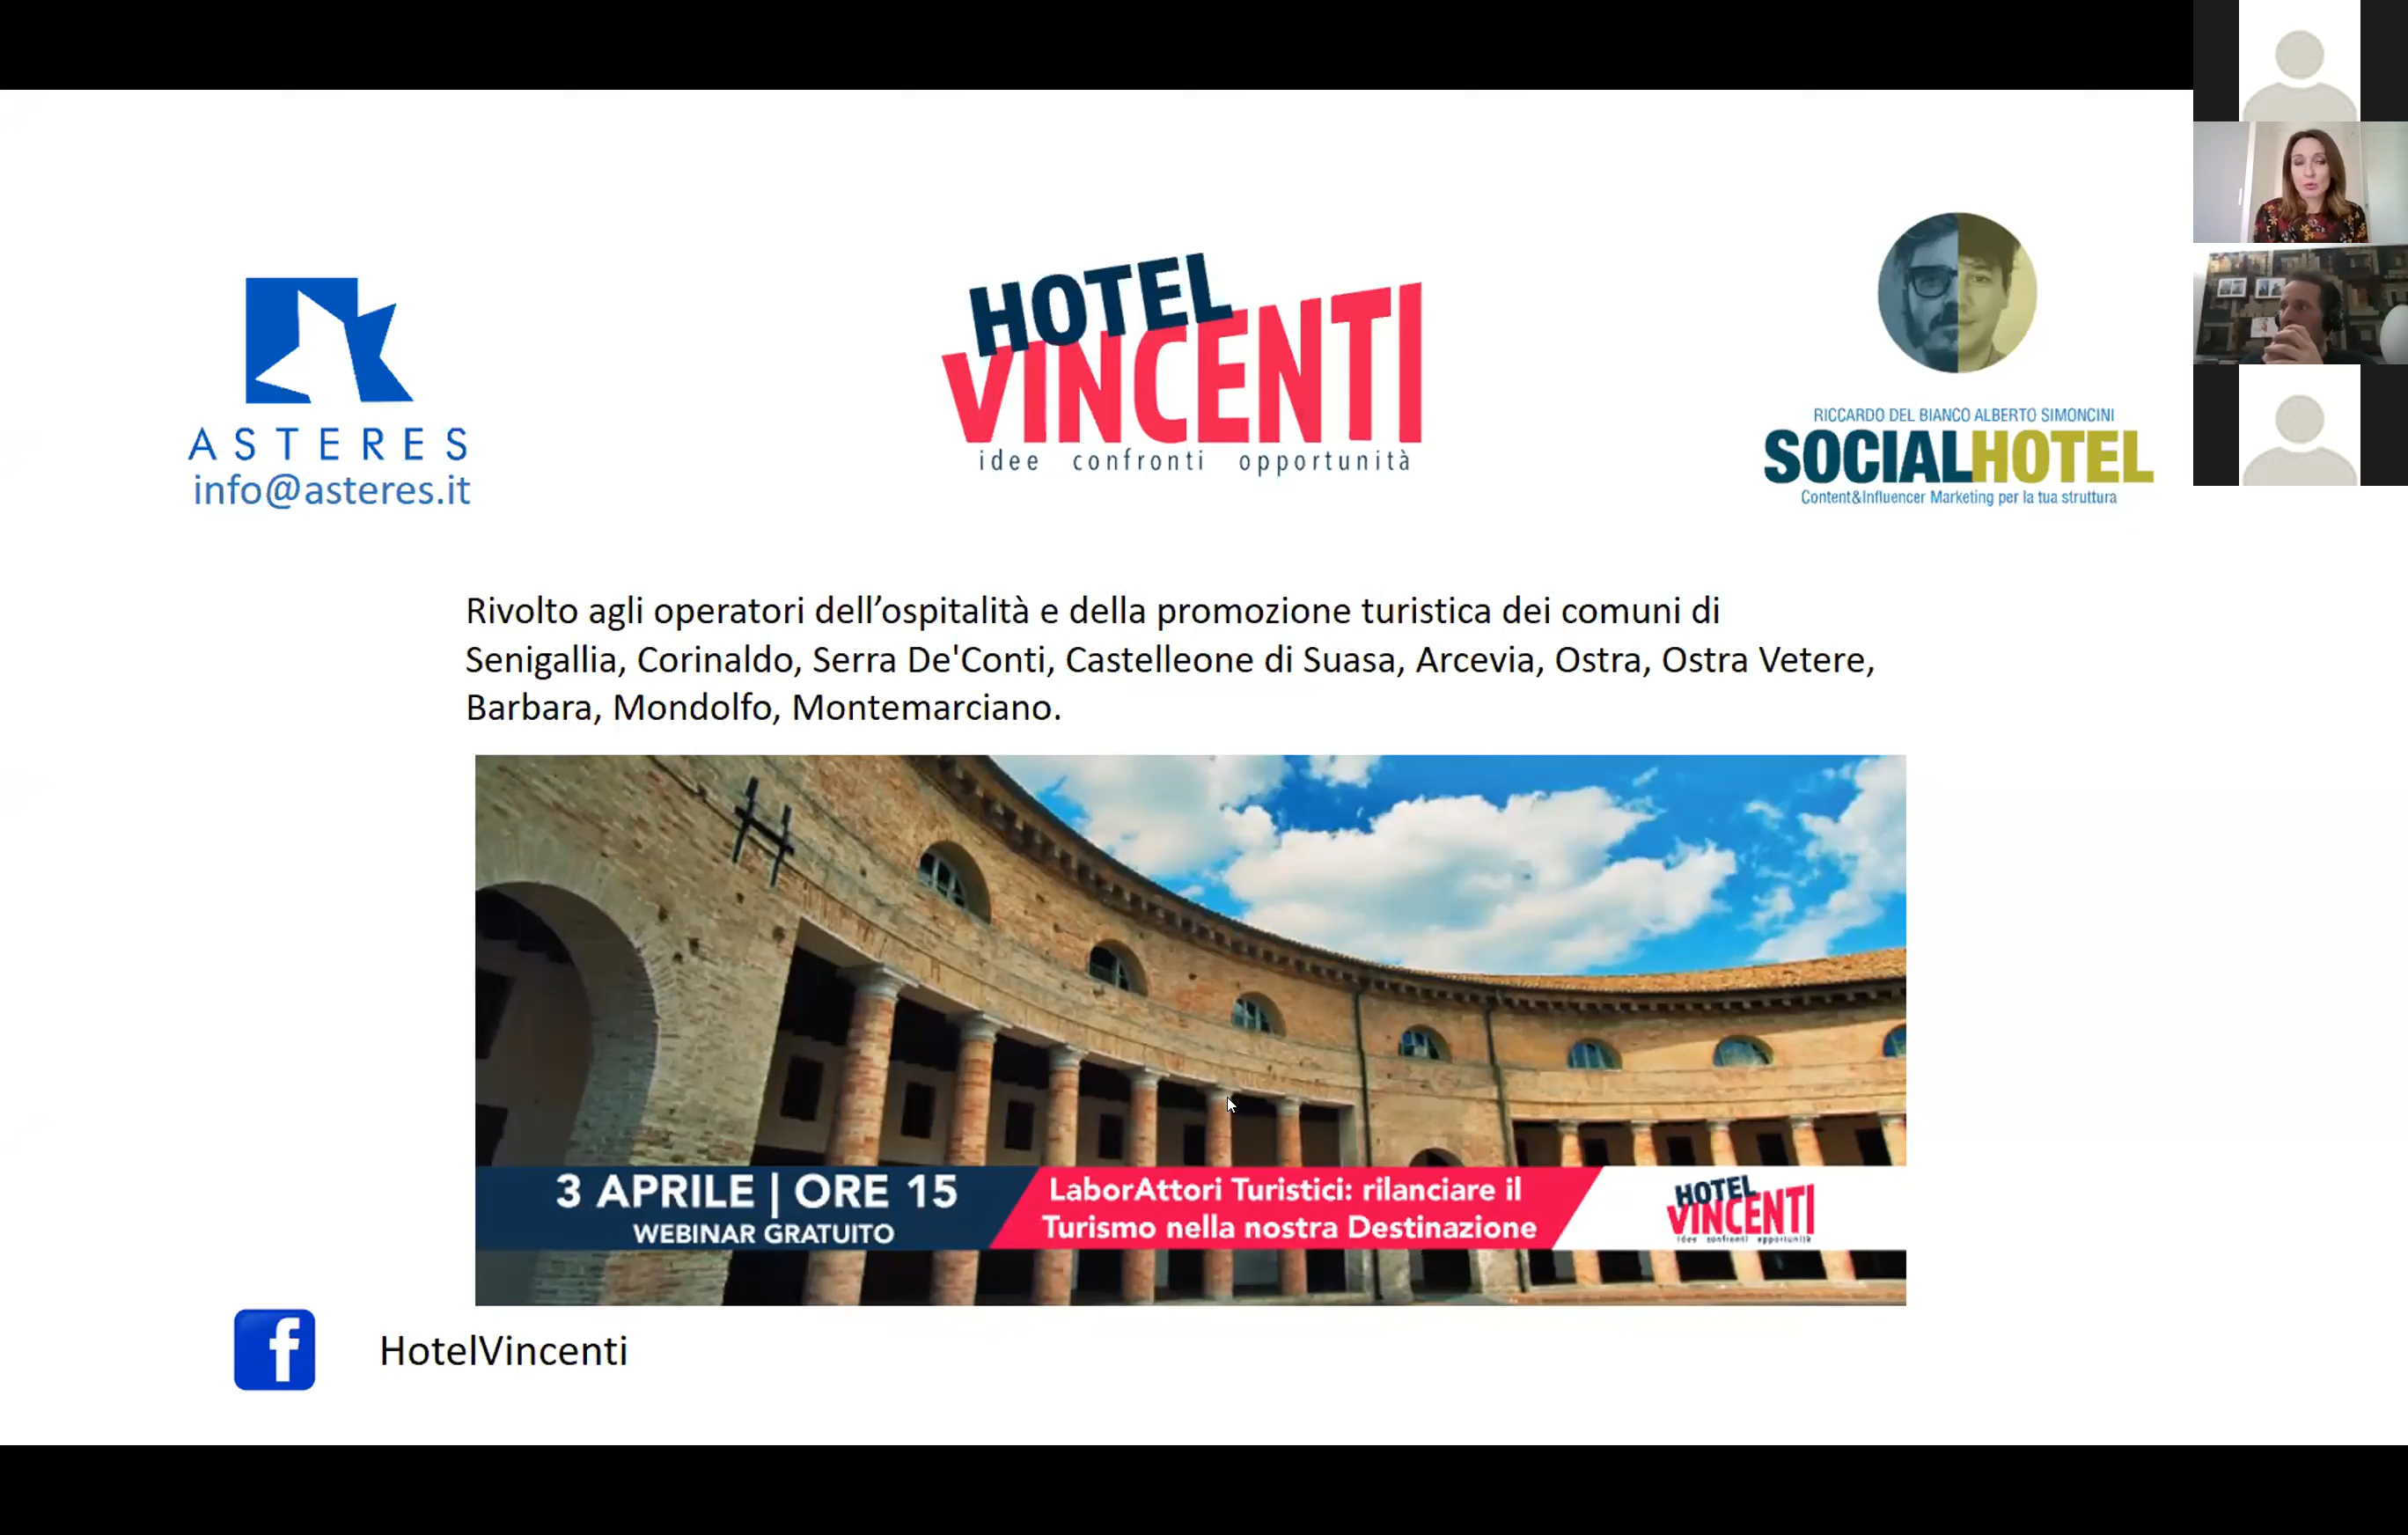 ASTERES
info@asteres.it
HOTEL
VINCENTI
idee confronti opportunità
RICCARDO DEL BIANCO ALBERTO SIMONCINI
SOCIALHOTEL
Content&Influencer Marketing per la tua struttura
Rivolto agli operatori dell’ospitalità e della promozione turistica dei comuni di
Senigallia, Corinaldo, Serra De'Conti, Castelleone di Suasa, Arcevia, Ostra, Ostra Vetere,
Barbara, Mondolfo, Montemarciano.
3 APRILE | ORE 15
WEBINAR GRATUITO
LaborAttori Turistici: rilanciare il
Turismo nella nostra Destinazione
HOTEL
VINCENTI
idee confronti opportunità
f
HotelVincenti